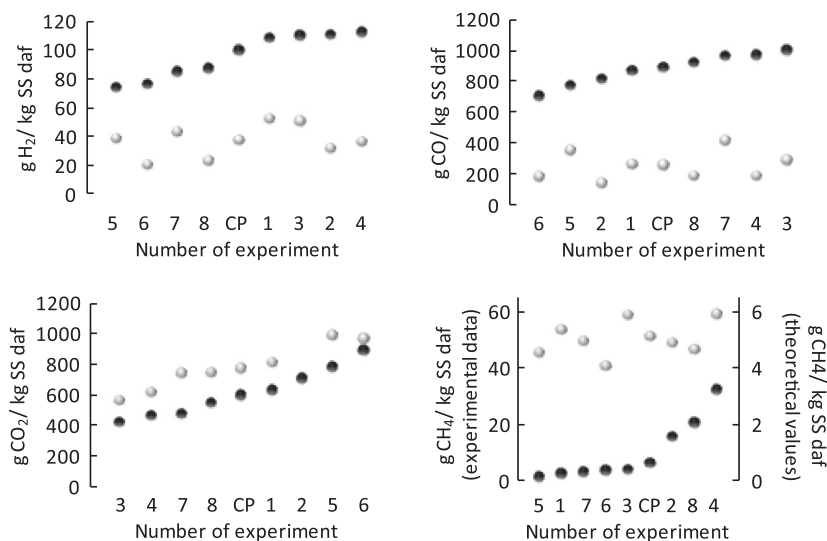 g H2/ kg SS daf
120
100
80
60
40
20
0
5 6 7 8 CP 1 3 2 4
Number of experiment
g CO/ kg SS daf
1200
1000
800
600
400
200
0
6 5 2 1 CP 8 7 4 3
Number of experiment
g CO2/ kg SS daf
1200
1000
800
600
400
200
0
3 4 7 8 CP 1 2 5 6
Number of experiment
g CH4/ kg SS daf
(experimental data)
60
40
20
0
5 1 7 6 3 CP 2 8 4
Number of experiment
6
4
2
0
g CH4/ kg SS daf
(theoretical values)